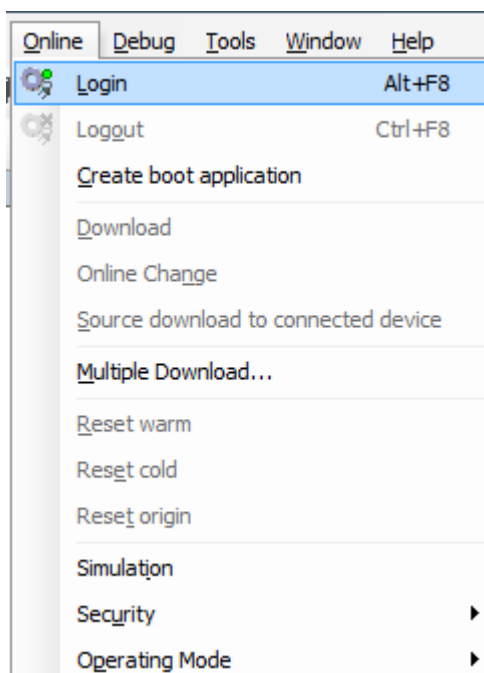 Online Debug Tools Window Help
Login Alt+F8
Logout Ctrl+F8
Create boot application
Download
Online Change
Source download to connected device
Multiple Download...
Reset warm
Reset cold
Reset origin
Simulation
Security
Operating Mode